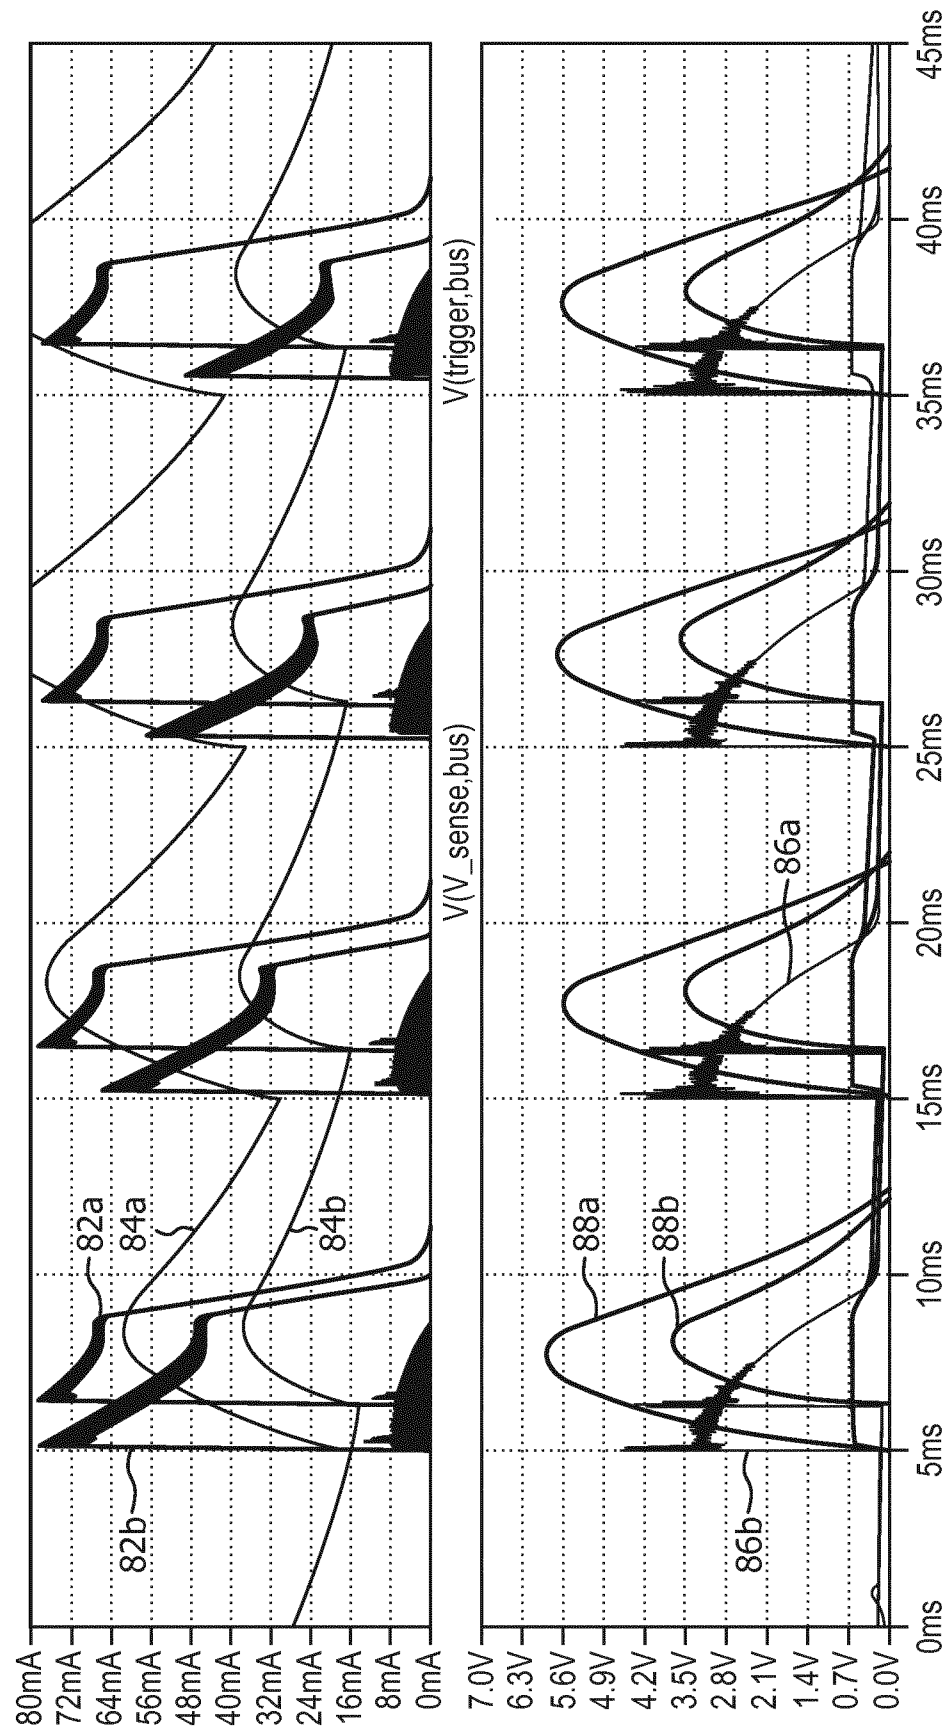 80mA
72mA
64mA
56mA
48mA
40mA
32mA
24mA
16mA
8mA
0mA
82b
82a
84a
84b
V(V_sense,bus)
V(trigger,bus)
7.0V
6.3V
5.6V
4.9V
4.2V
3.5V
2.8V
2.1V
1.4V
0.7V
0.0V
86b
88a
88b
86a
0ms
5ms
10ms
15ms
20ms
25ms
30ms
35ms
40ms
45ms